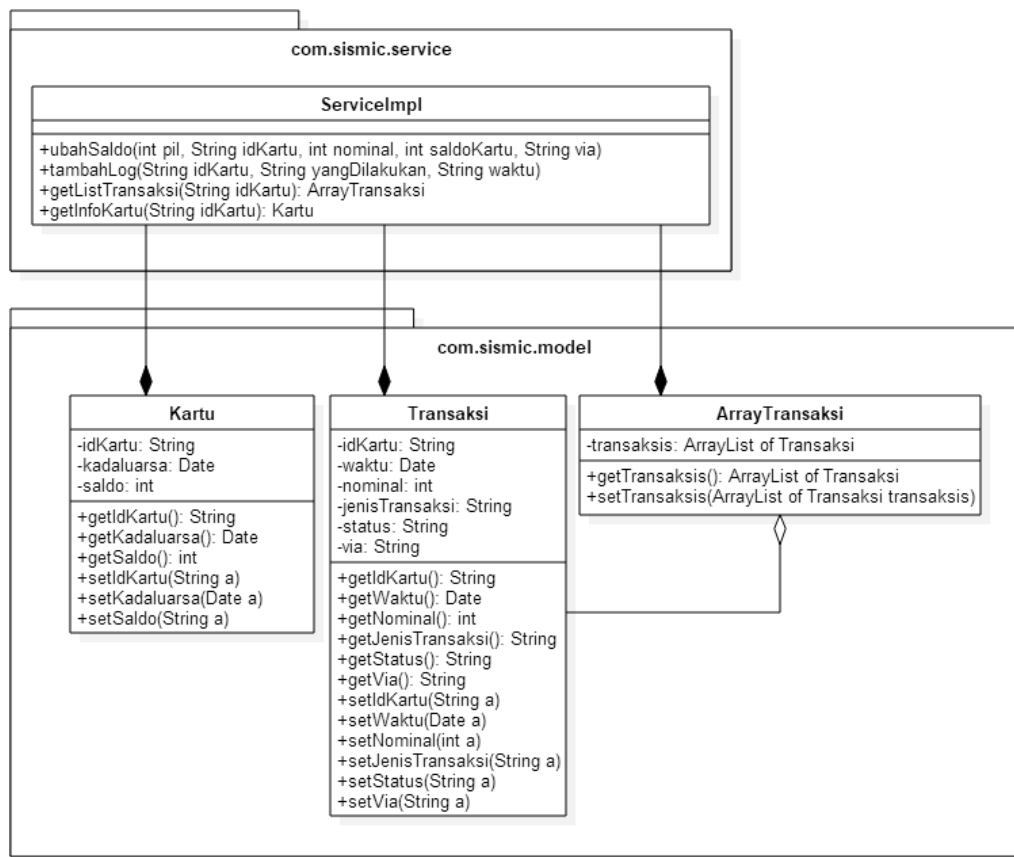 com.sismic.service
ServiceImpl
+ubahSaldo(int pil, String idKartu, int nominal, int saldoKartu, String via)
+tambahLog(String idKartu, String yangDilakukan, String waktu)
+getListTransaksi(String idKartu): ArrayTransaksi
+getInfoKartu(String idKartu): Kartu
com.sismic.model
Kartu
-idKartu: String
-kadaluarsa: Date
-saldo: int
+getIdKartu(): String
+getKadaluarsa(): Date
+getSaldo(): int
+setIdKartu(String a)
+setKadaluarsa(Date a)
+setSaldo(String a)
Transaksi
-idKartu: String
-waktu: Date
-nominal: int
-jenisTransaksi: String
-status: String
-via: String
+getIdKartu(): String
+getWaktu(): Date
+getNominal(): int
+getJenisTransaksi(): String
+getStatus(): String
+getVia(): String
+setIdKartu(String a)
+setWaktu(Date a)
+setNominal(int a)
+setJenisTransaksi(String a)
+setStatus(String a)
+setVia(String a)
ArrayTransaksi
-transaksis: ArrayList of Transaksi
+getTransaksis(): ArrayList of Transaksi
+setTransaksis(ArrayList of Transaksi transaksis)